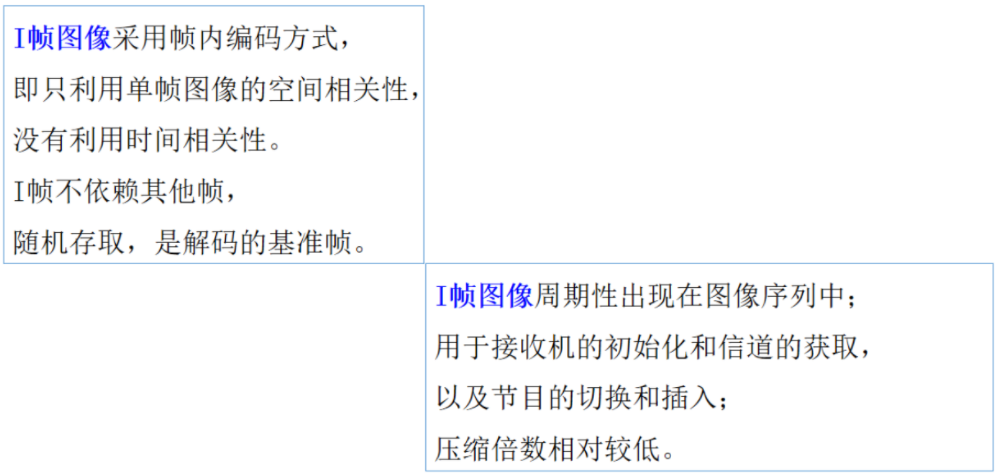 I帧图像采用帧内编码方式，
即只利用单帧图像的空间相关性，
没有利用时间相关性。
I帧不依赖其他帧，
随机存取，是解码的基准帧。
I帧图像周期性出现在图像序列中；
用于接收机的初始化和信道的获取，
以及节目的切换和插入；
压缩倍数相对较低。